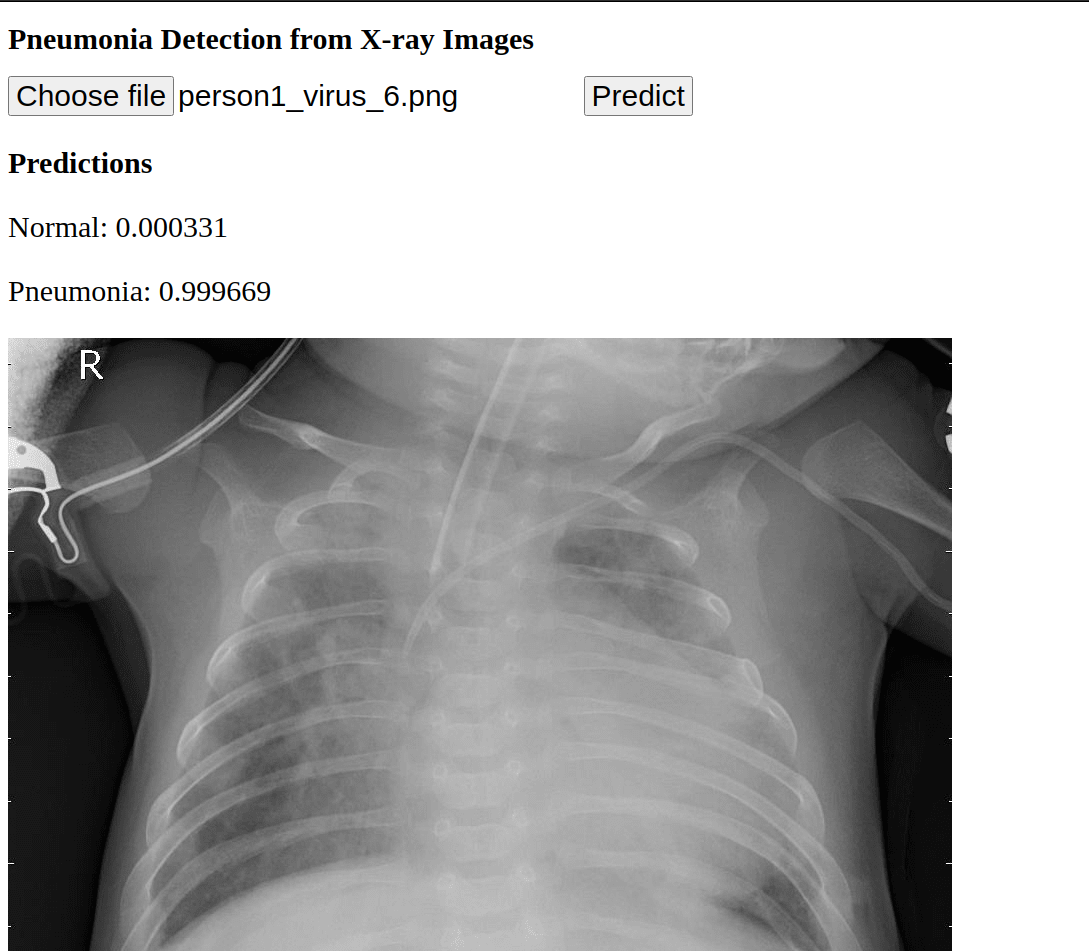 Pneumonia Detection from X-ray Images
Choose file person1_virus_6.png Predict
Predictions
Normal: 0.000331
Pneumonia: 0.999669
R